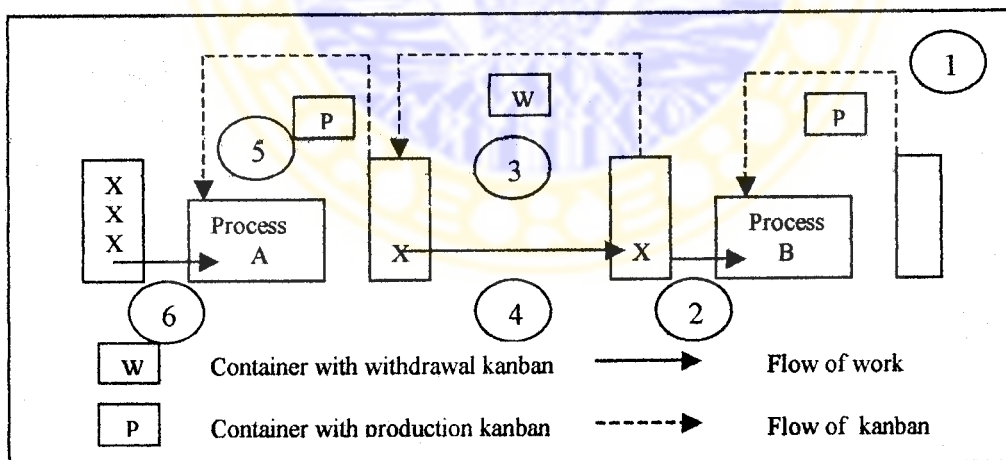 1
W
P
P
5
3
X
X
X
Process
A
X
X
Process
B
6
4
2
W Container with withdrawal kanban Flow of work
P Container with production kanban Flow of kanban